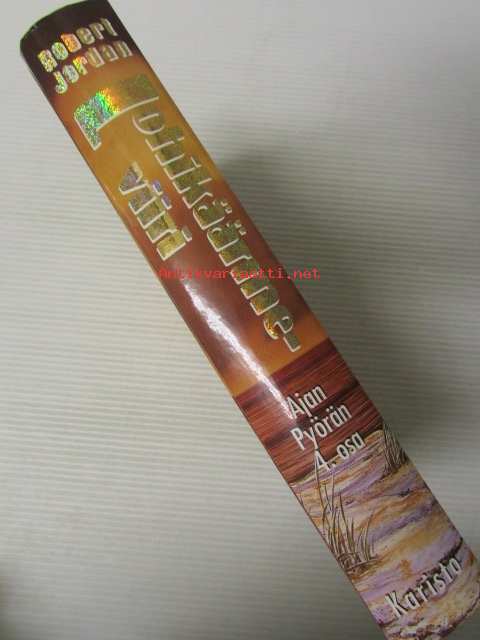 Robert
Jordan
Lohikäärme-
viiri
Ajan
Pyörän
4. osa
Karisto
Antikvariaatti.net